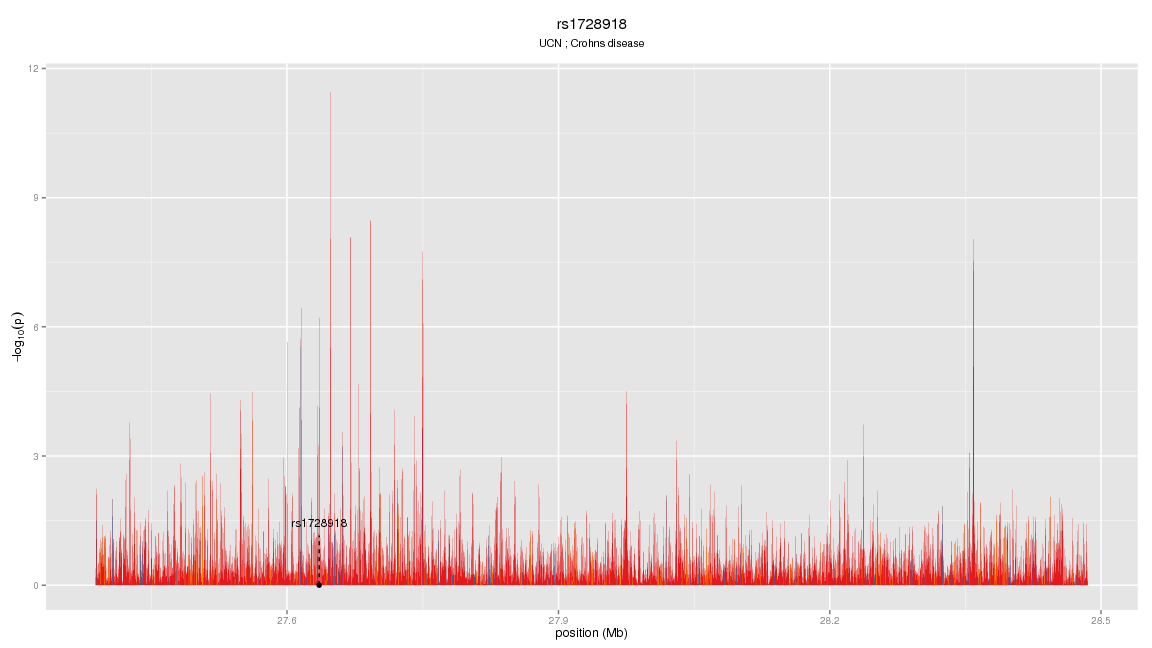 rs1728918
UCN ; Crohns disease
12
9
6
3
0
−log10(p)
rs1728918
27.6
27.9
28.2
28.5
position (Mb)